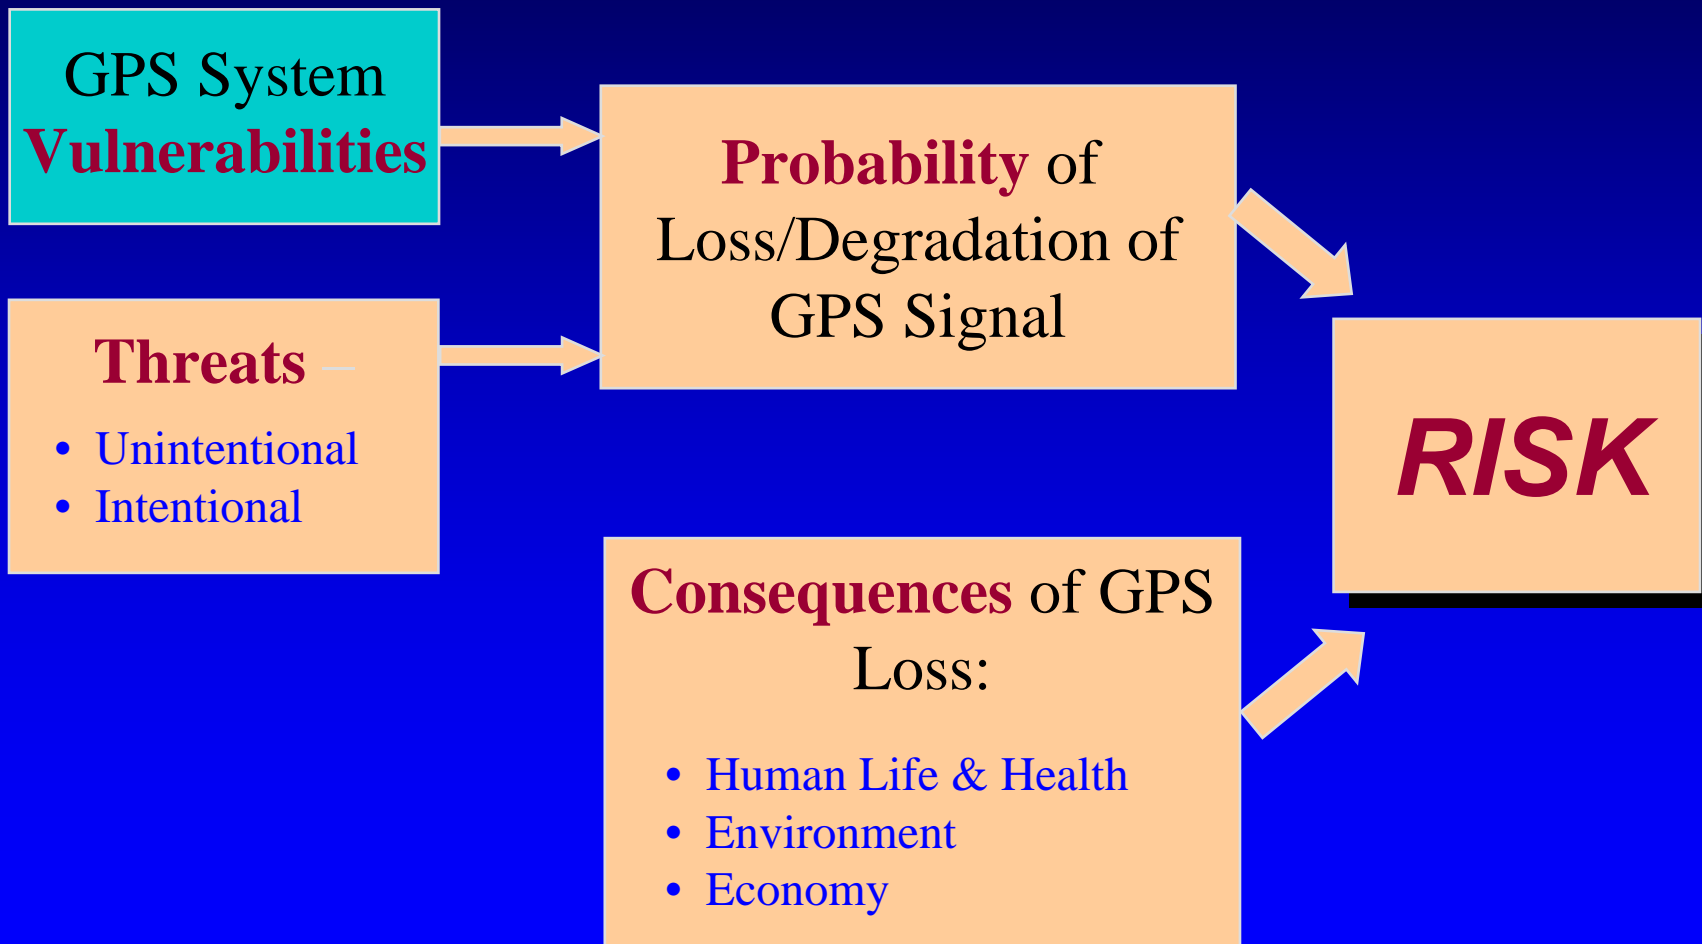 GPS System
Vulnerabilities
Threats –
• Unintentional
• Intentional
Probability of
Loss/Degradation of
GPS Signal
Consequences of GPS
Loss:
• Human Life & Health
• Environment
• Economy
RISK